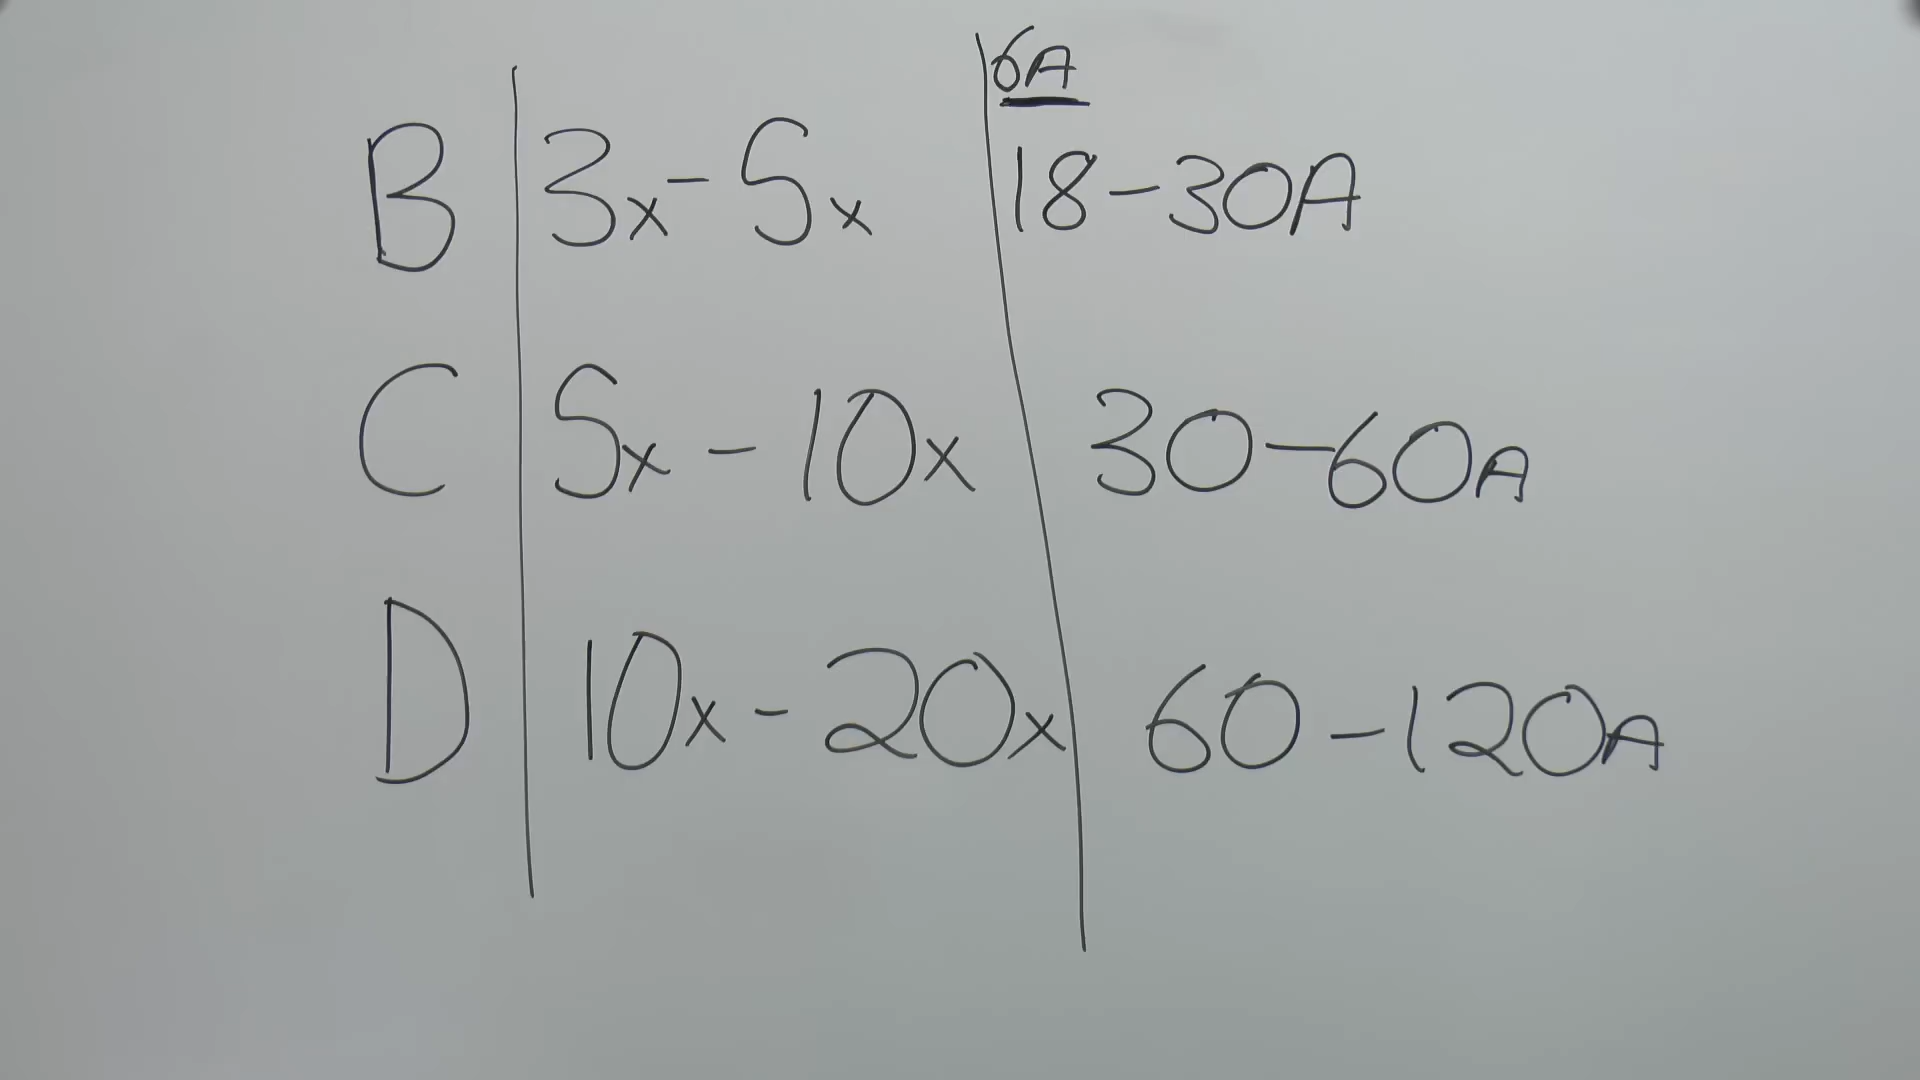 6A
B 3x - 5x 18 - 30A
C 5x - 10x 30 - 60A
D 10x - 20x 60 - 120A